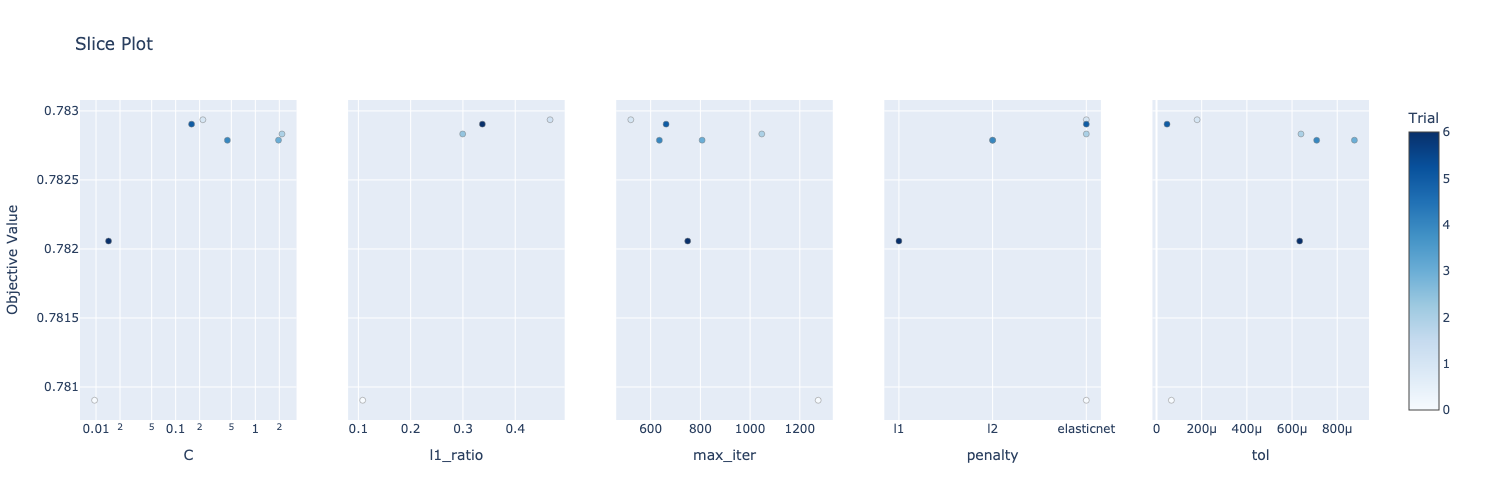 Slice Plot
Objective Value
0.783
0.7825
0.782
0.7815
0.781
0.01 2 5 0.1 2 5 1 2
C
0.1 0.2 0.3 0.4
l1_ratio
600 800 1000 1200
max_iter
l1 l2 elasticnet
penalty
0 200μ 400μ 600μ 800μ
tol
Trial
6
5
4
3
2
1
0